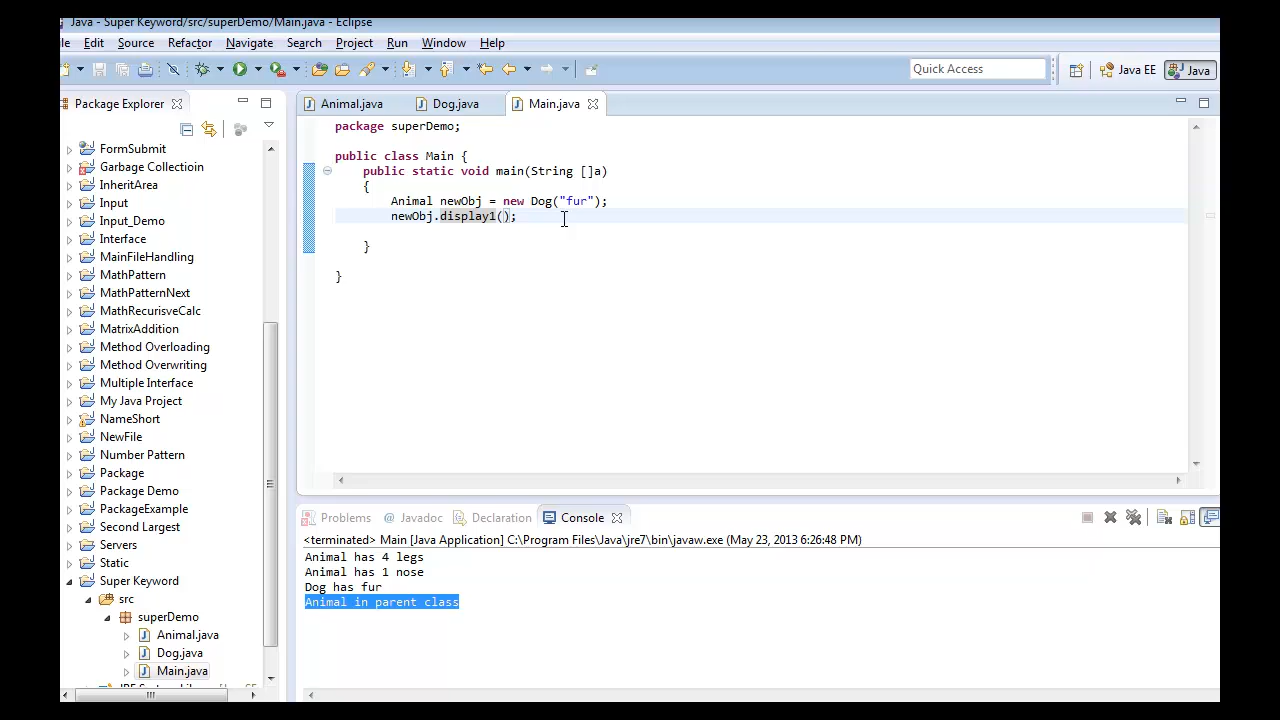 Java - Super Keyword/src/superDemo/Main.java - Eclipse
le Edit Source Refactor Navigate Search Project Run Window Help
Quick Access
Java EE
Java
Package Explorer
FormSubmit
Garbage Collectioin
InheritArea
Input
Input_Demo
Interface
MainFileHandling
MathPattern
MathPatternNext
MathRecurisveCalc
MatrixAddition
Method Overloading
Method Overwriting
Multiple Interface
My Java Project
NameShort
NewFile
Number Pattern
Package
Package Demo
PackageExample
Second Largest
Servers
Static
Super Keyword
src
superDemo
Animal.java
Dog.java
Main.java
Animal.java Dog.java Main.java
package superDemo;
public class Main {
public static void main(String []a)
{
Animal newObj = new Dog("fur");
newObj.display1();
}
}
Problems @ Javadoc Declaration Console
<terminated> Main [Java Application] C:\Program Files\Java\jre7\bin\javaw.exe (May 23, 2013 6:26:48 PM)
Animal has 4 legs
Animal has 1 nose
Dog has fur
Animal in parent class